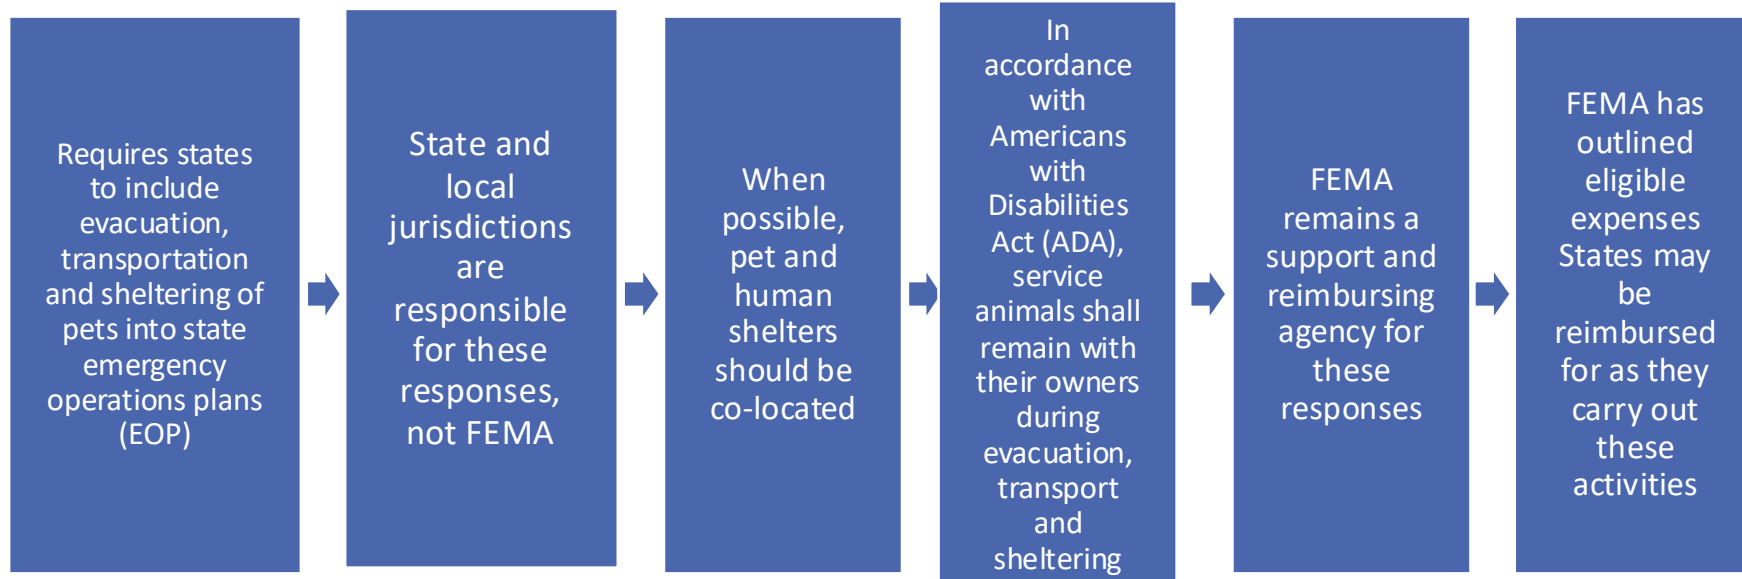 Requires states
to include
evacuation,
transportation
and sheltering of
pets into state
emergency
operations plans
(EOP)
State and
local
jurisdictions
are
responsible
for these
responses,
not FEMA
When
possible,
pet and
human
shelters
should be
co-located
In
accordance
with
Americans
with
Disabilities
Act (ADA),
service
animals shall
remain with
their owners
during
evacuation,
transport
and
sheltering
FEMA
remains a
support and
reimbursing
agency for
these
responses
FEMA has
outlined
eligible
expenses
States may
be
reimbursed
for as they
carry out
these
activities